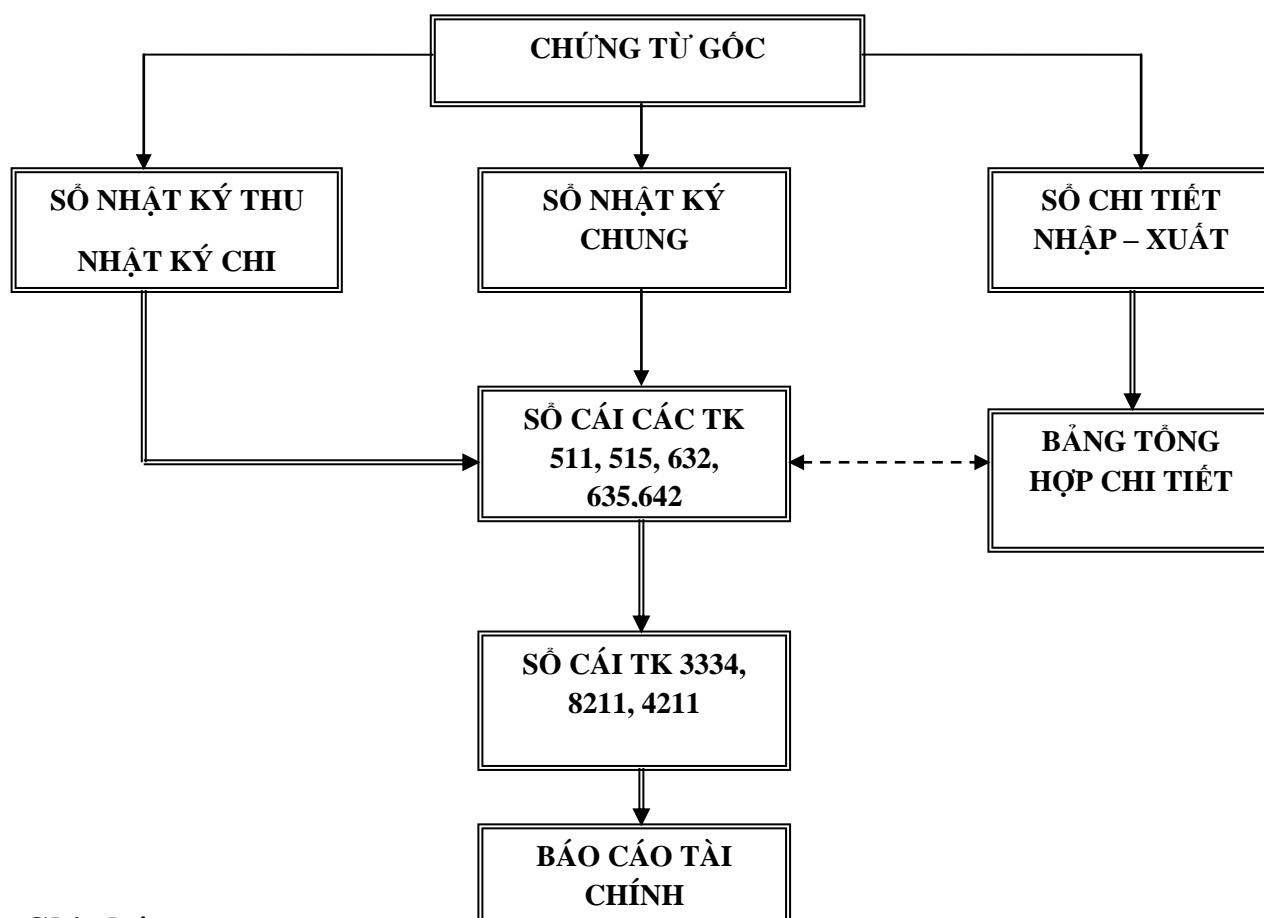 CHỨNG TỪ GỐC
SỔ NHẬT KÝ THU
NHẬT KÝ CHI
SỔ NHẬT KÝ
CHUNG
SỔ CHI TIẾT
NHẬP – XUẤT
SỔ CÁI CÁC TK
511, 515, 632,
635,642
BẢNG TỔNG
HỢP CHI TIẾT
SỔ CÁI TK 3334,
8211, 4211
BÁO CÁO TÀI
CHÍNH